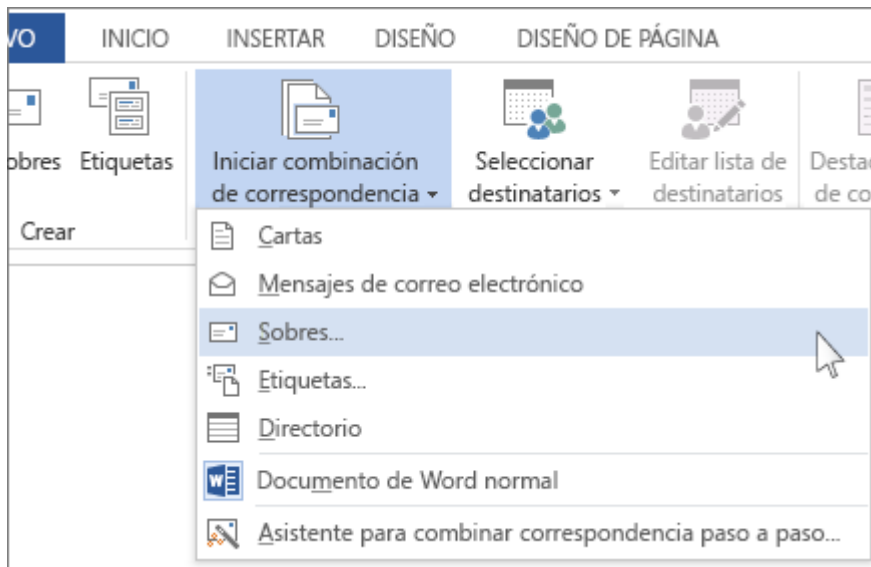 VO INICIO INSERTAR DISEÑO DISEÑO DE PÁGINA
obres Etiquetas Iniciar combinación Seleccionar Editar lista de Desta
de correspondencia destinatarios destinatarios de co
Crear
Cartas
Mensajes de correo electrónico
Sobres...
Etiquetas...
Directorio
Documento de Word normal
Asistente para combinar correspondencia paso a paso...